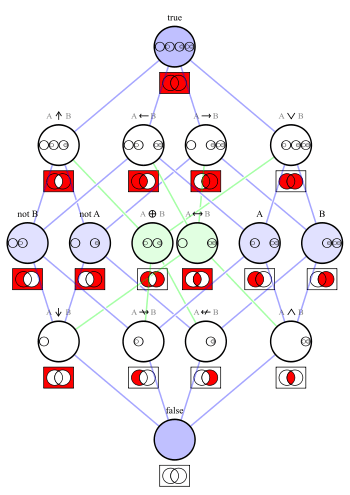 true
A ↑ B A ← B A → B A ∨ B
not B not A A ⊕ B A ↔ B A B
A ↓ B A ↛ B A ↚ B A ∧ B
false